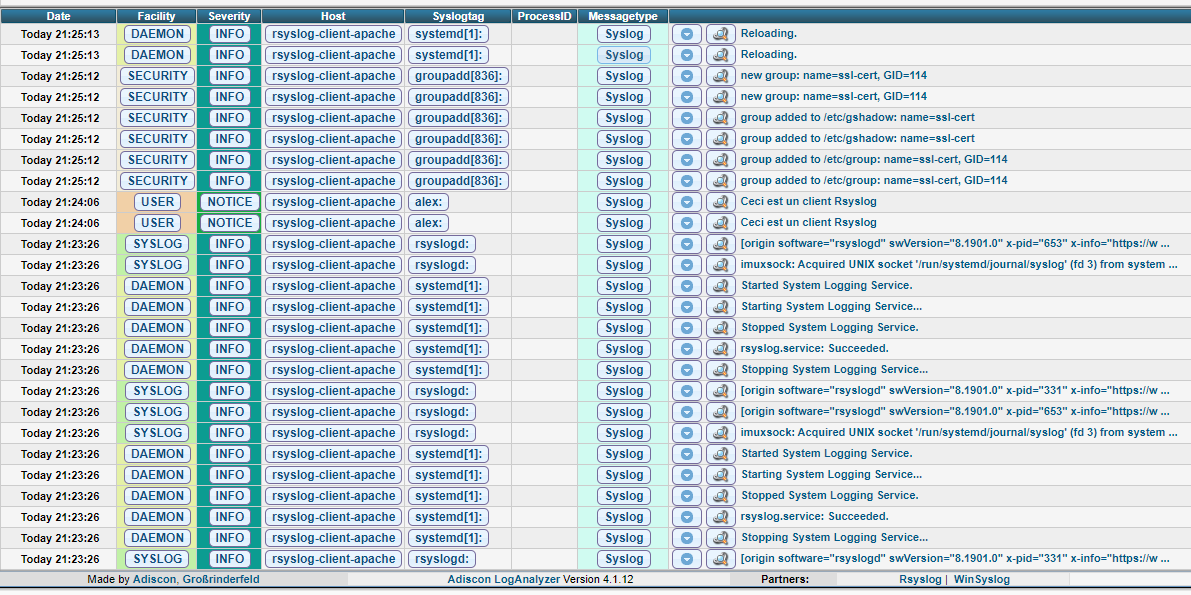 Date Facility Severity Host Syslogtag ProcessID Messagetype
Today 21:25:13 DAEMON INFO rsyslog-client-apache systemd[1]: Syslog Reloading.
Today 21:25:13 DAEMON INFO rsyslog-client-apache systemd[1]: Syslog Reloading.
Today 21:25:12 SECURITY INFO rsyslog-client-apache groupadd[836]: Syslog new group: name=ssl-cert, GID=114
Today 21:25:12 SECURITY INFO rsyslog-client-apache groupadd[836]: Syslog new group: name=ssl-cert, GID=114
Today 21:25:12 SECURITY INFO rsyslog-client-apache groupadd[836]: Syslog group added to /etc/gshadow: name=ssl-cert
Today 21:25:12 SECURITY INFO rsyslog-client-apache groupadd[836]: Syslog group added to /etc/gshadow: name=ssl-cert
Today 21:25:12 SECURITY INFO rsyslog-client-apache groupadd[836]: Syslog group added to /etc/group: name=ssl-cert, GID=114
Today 21:25:12 SECURITY INFO rsyslog-client-apache groupadd[836]: Syslog group added to /etc/group: name=ssl-cert, GID=114
Today 21:24:06 USER NOTICE rsyslog-client-apache alex: Syslog Ceci est un client Rsyslog
Today 21:24:06 USER NOTICE rsyslog-client-apache alex: Syslog Ceci est un client Rsyslog
Today 21:23:26 SYSLOG INFO rsyslog-client-apache rsyslogd: Syslog [origin software="rsyslogd" swVersion="8.1901.0" x-pid="653" x-info="https://w ...
Today 21:23:26 SYSLOG INFO rsyslog-client-apache rsyslogd: Syslog imuxsock: Acquired UNIX socket '/run/systemd/journal/syslog' (fd 3) from system ...
Today 21:23:26 DAEMON INFO rsyslog-client-apache systemd[1]: Syslog Started System Logging Service.
Today 21:23:26 DAEMON INFO rsyslog-client-apache systemd[1]: Syslog Starting System Logging Service...
Today 21:23:26 DAEMON INFO rsyslog-client-apache systemd[1]: Syslog Stopped System Logging Service.
Today 21:23:26 DAEMON INFO rsyslog-client-apache systemd[1]: Syslog rsyslog.service: Succeeded.
Today 21:23:26 DAEMON INFO rsyslog-client-apache systemd[1]: Syslog Stopping System Logging Service...
Today 21:23:26 SYSLOG INFO rsyslog-client-apache rsyslogd: Syslog [origin software="rsyslogd" swVersion="8.1901.0" x-pid="331" x-info="https://w ...
Today 21:23:26 SYSLOG INFO rsyslog-client-apache rsyslogd: Syslog [origin software="rsyslogd" swVersion="8.1901.0" x-pid="653" x-info="https://w ...
Today 21:23:26 SYSLOG INFO rsyslog-client-apache rsyslogd: Syslog imuxsock: Acquired UNIX socket '/run/systemd/journal/syslog' (fd 3) from system ...
Today 21:23:26 DAEMON INFO rsyslog-client-apache systemd[1]: Syslog Started System Logging Service.
Today 21:23:26 DAEMON INFO rsyslog-client-apache systemd[1]: Syslog Starting System Logging Service...
Today 21:23:26 DAEMON INFO rsyslog-client-apache systemd[1]: Syslog Stopped System Logging Service.
Today 21:23:26 DAEMON INFO rsyslog-client-apache systemd[1]: Syslog rsyslog.service: Succeeded.
Today 21:23:26 DAEMON INFO rsyslog-client-apache systemd[1]: Syslog Stopping System Logging Service...
Today 21:23:26 SYSLOG INFO rsyslog-client-apache rsyslogd: Syslog [origin software="rsyslogd" swVersion="8.1901.0" x-pid="331" x-info="https://w ...
Made by Adiscon, Großrinderfeld Adiscon LogAnalyzer Version 4.1.12 Partners: Rsyslog | WinSyslog